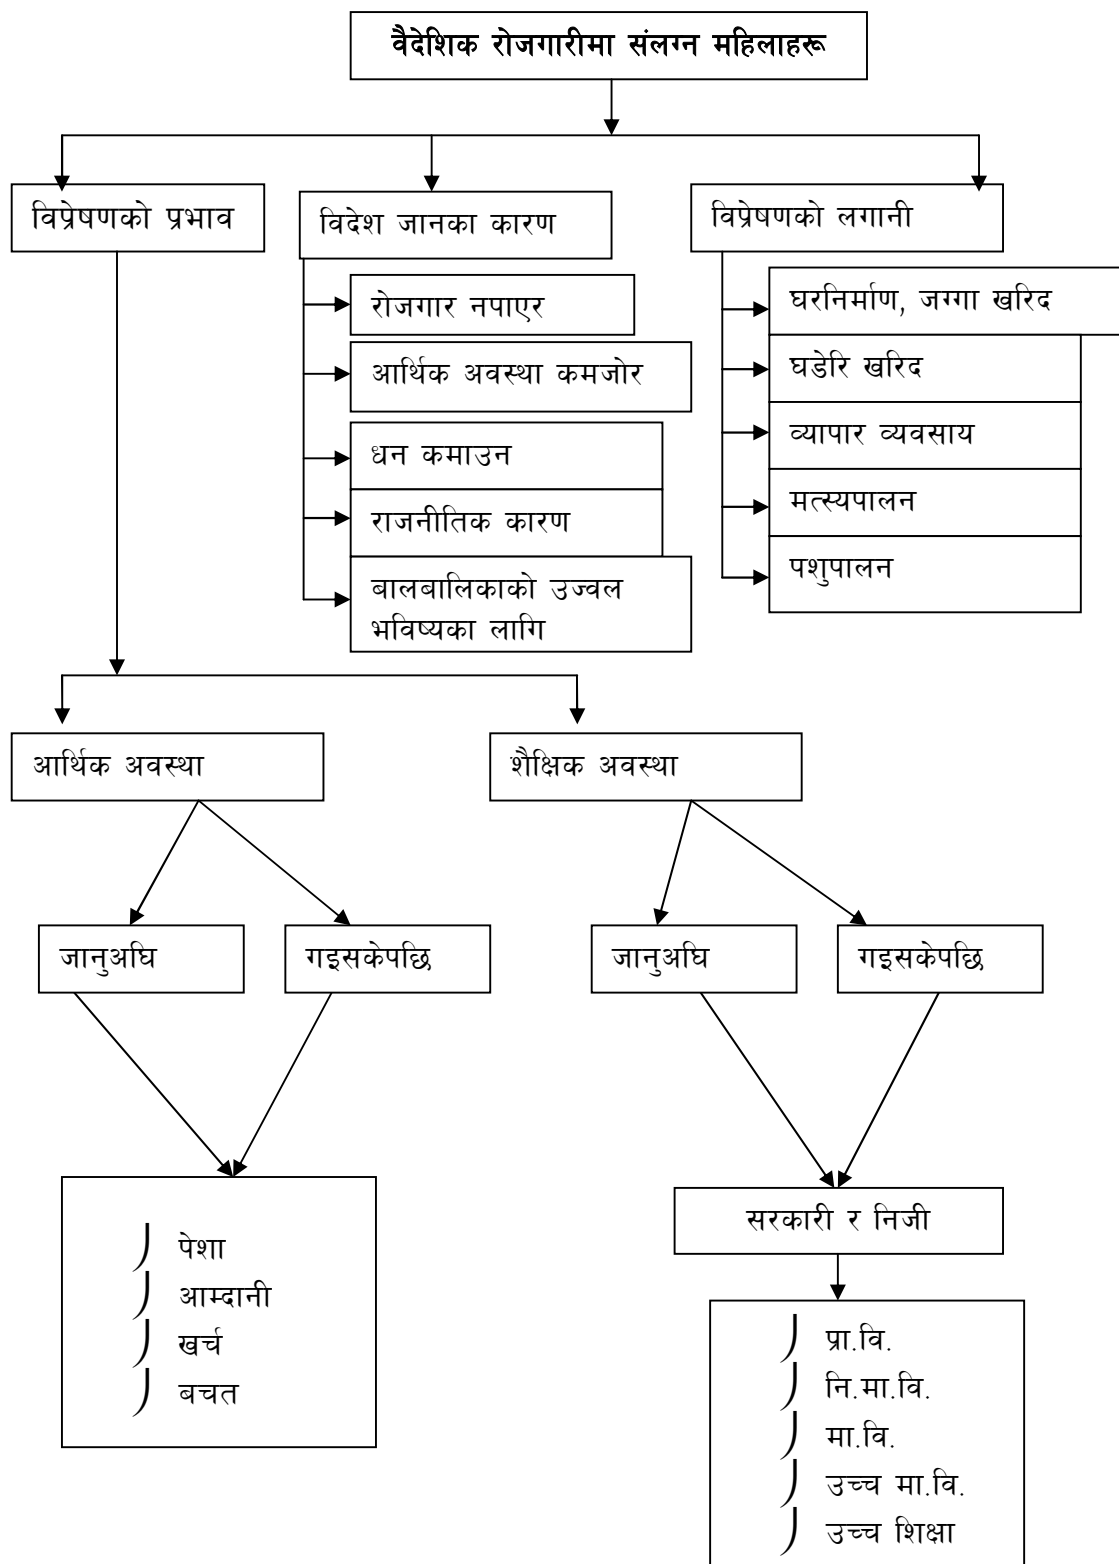 वैदेशिक रोजगारीमा संलग्न महिलाहरू
विप्रेषणको प्रभाव
विदेश जानका कारण
विप्रेषणको लगानी
रोजगार नपाएर
आर्थिक अवस्था कमजोर
धन कमाउन
राजनीतिक कारण
बालबालिकाको उज्वल
भविष्यका लागि
घरनिर्माण, जग्गा खरिद
घडेरि खरिद
व्यापार व्यवसाय
मत्स्यपालन
पशुपालन
आर्थिक अवस्था
शैक्षिक अवस्था
जानुअघि
गइसकेपछि
जानुअघि
गइसकेपछि
पेशा
आम्दानी
खर्च
बचत
सरकारी र निजी
प्रा.वि.
नि.मा.वि.
मा.वि.
उच्च मा.वि.
उच्च शिक्षा